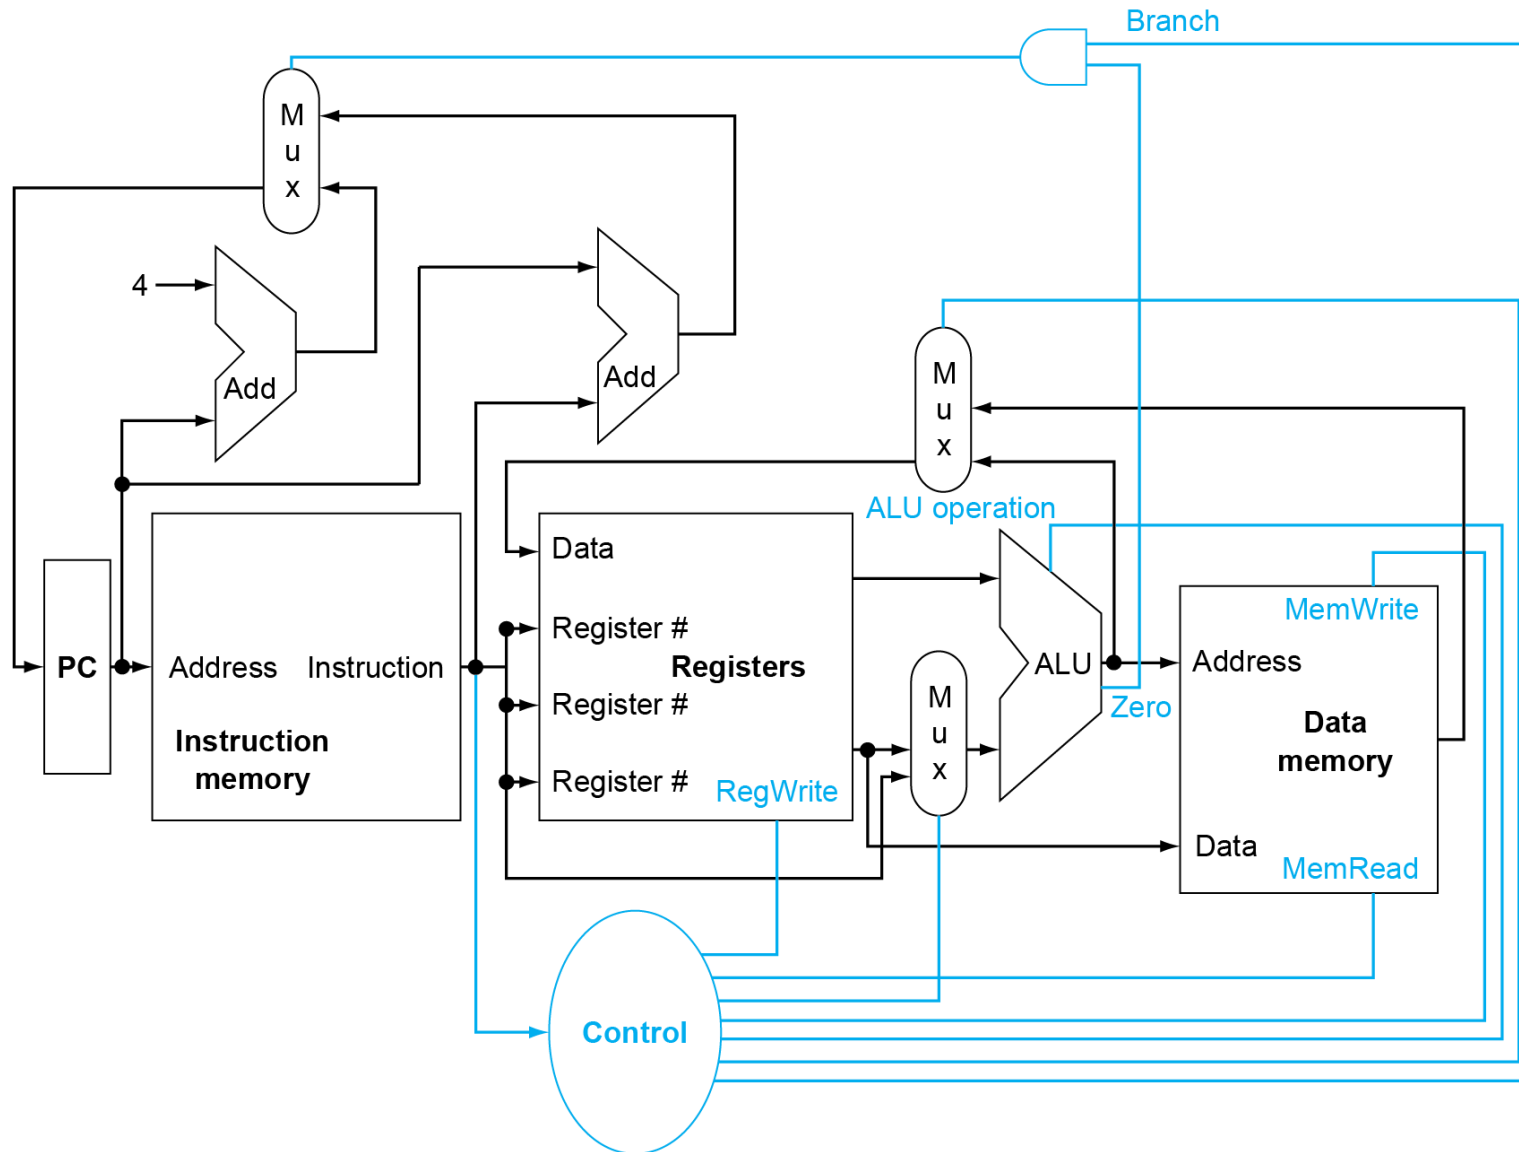 Branch
M
u
x
4
Add
Add
M
u
x
ALU operation
Data
Register #
Registers
Register #
Register #
RegWrite
PC
Address
Instruction
Instruction
memory
M
u
x
ALU
Zero
MemWrite
Address
Data
memory
Data
MemRead
Control